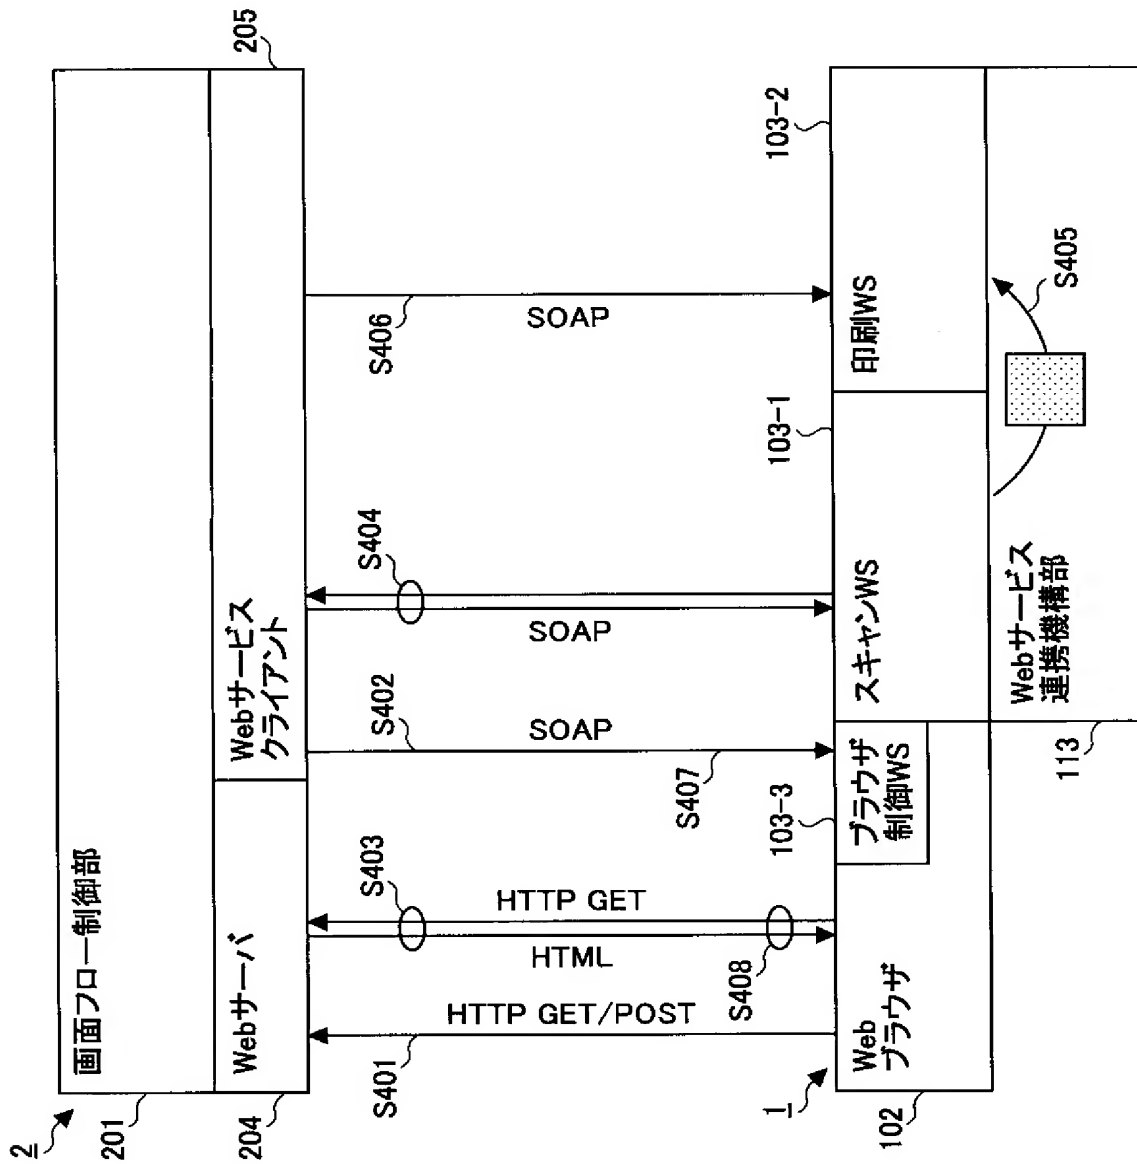 2
201
画面フロー制御部
204
Webサーバ
Webサービス
クライアント
205
S401
HTTP GET/POST
HTML
HTTP GET
S403
S408
S402
SOAP
S407
S404
SOAP
S406
SOAP
1
102
Web
ブラウザ
103-3
ブラウザ
制御WS
103-1
スキャンWS
103-2
印刷WS
113
Webサービス
連携機構部
S405